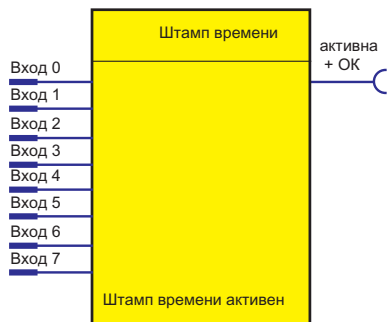 Штамп времени
активна
+ ОК
Вход 0
Вход 1
Вход 2
Вход 3
Вход 4
Вход 5
Вход 6
Вход 7
Штамп времени активен